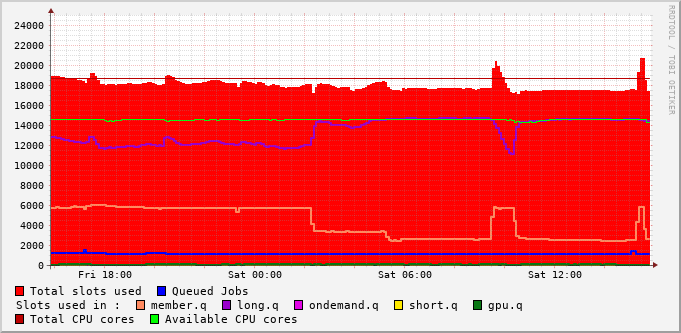 24000
22000
20000
18000
16000
14000
12000
10000
8000
6000
4000
2000
0
Fri 18:00 Sat 00:00 Sat 06:00 Sat 12:00
Total slots used Queued Jobs
Slots used in : member.q long.q ondemand.q short.q gpu.q
Total CPU cores Available CPU cores
RRDTOOL / TOBI OETIKER